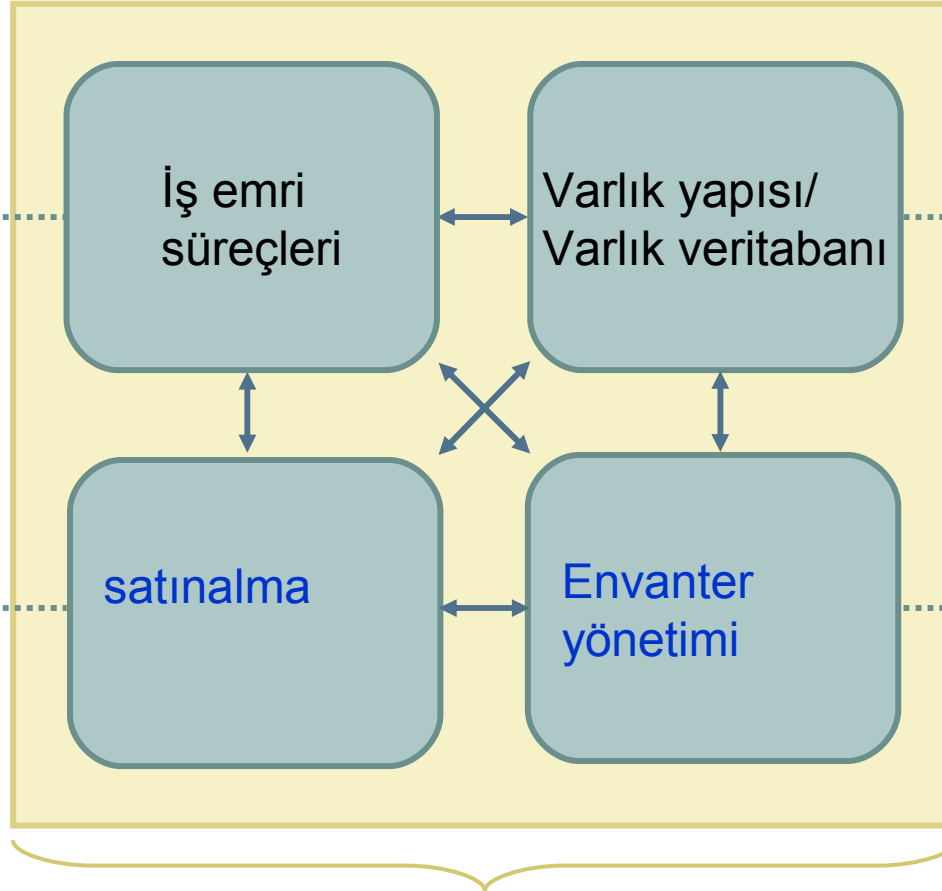 İş emri
süreçleri
Varlık yapısı/
Varlık veritabanı
satınalma
Envanter
yönetimi